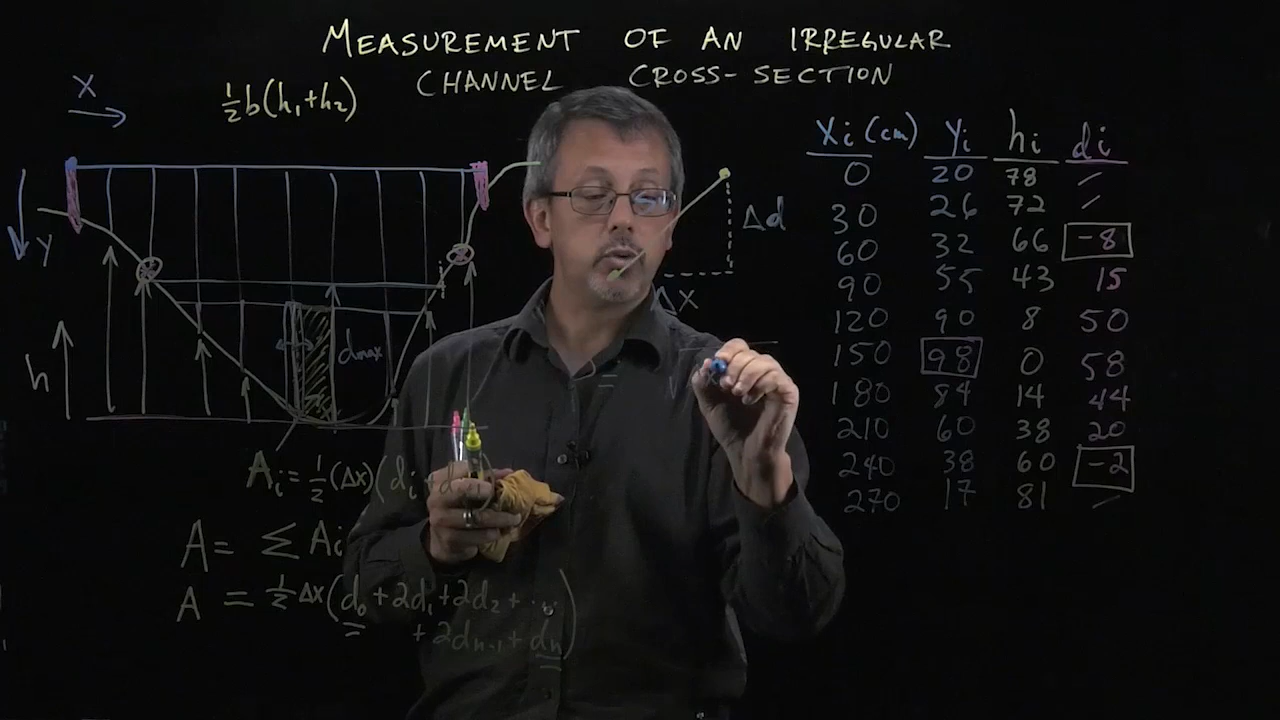 MEASUREMENT OF AN IRREGULAR
CHANNEL CROSS-SECTION
X
½b(h₁+h₂)
y
h
dmax
Aᵢ = ½(Δx)(dᵢ + d
A = ΣAᵢ
A = ½Δx(d₀ + 2d₁ + 2d₂ + ...
+ 2dₙ₋₁ + dₙ)
Δd
Δx
xᵢ (cm) yᵢ hᵢ dᵢ
0 20 78 -
30 26 72 -
60 32 66 -8
90 55 43 15
120 90 8 50
150 98 0 58
180 84 14 44
210 60 38 20
240 38 60 -2
270 17 81 -